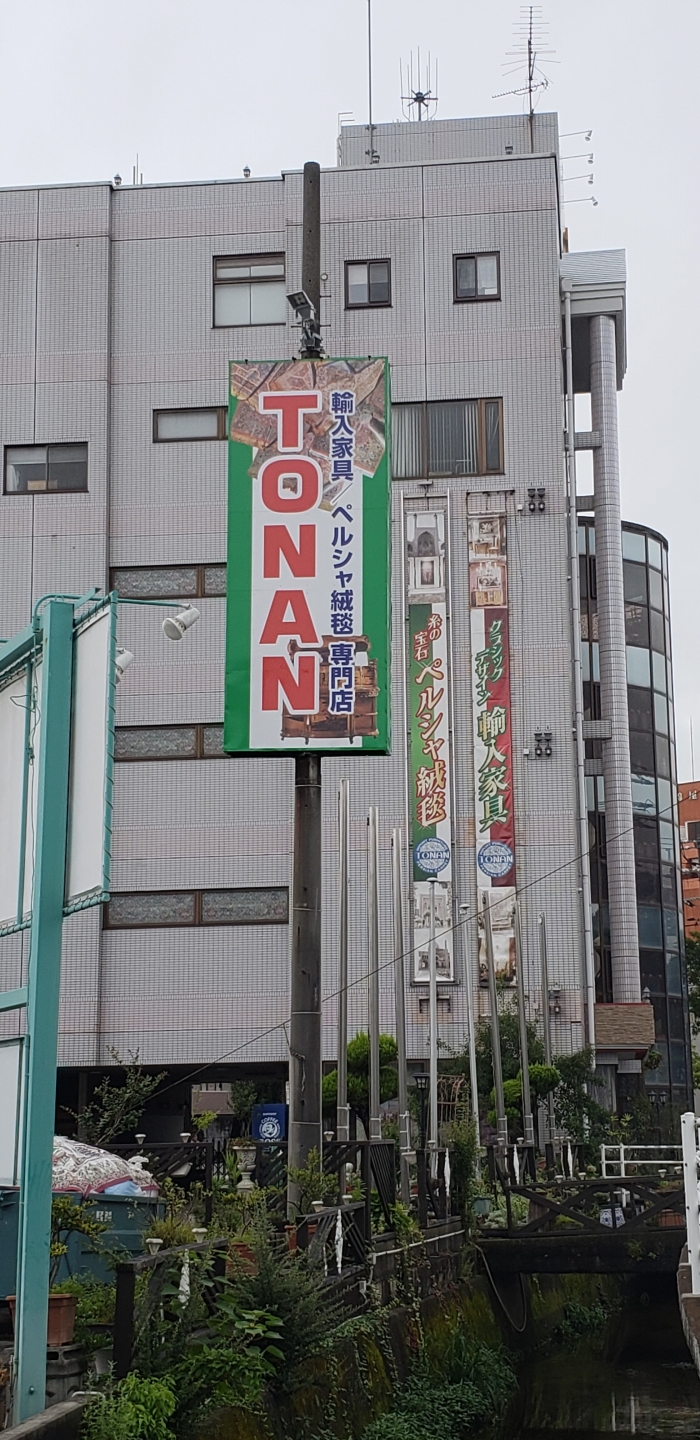 TONAN
輸入家具 ペルシャ絨毯 専門店
糸の
宝石
ペルシャ絨毯
TONAN
クラシック
デザイン
輸入家具
TONAN